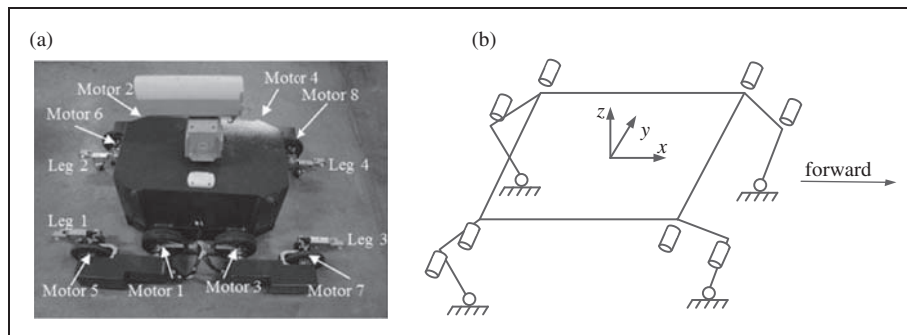 (a)
(b)
Motor 4
Motor 2
Motor 8
Motor 6
Leg 2
Leg 4
Leg 1
Leg 3
Motor 5
Motor 1
Motor 3
Motor 7
z
y
x
forward